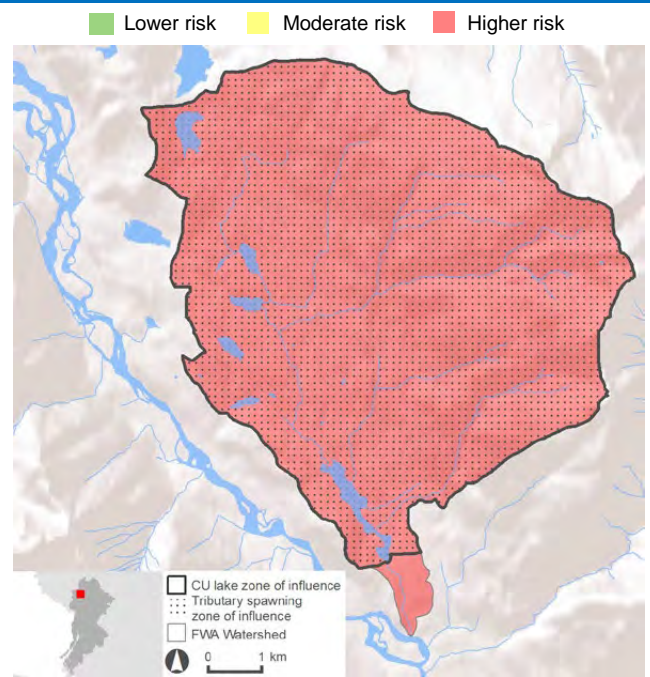 Lower risk Moderate risk Higher risk
CU lake zone of influence
Tributary spawning
zone of influence
FWA Watershed
0 1 km